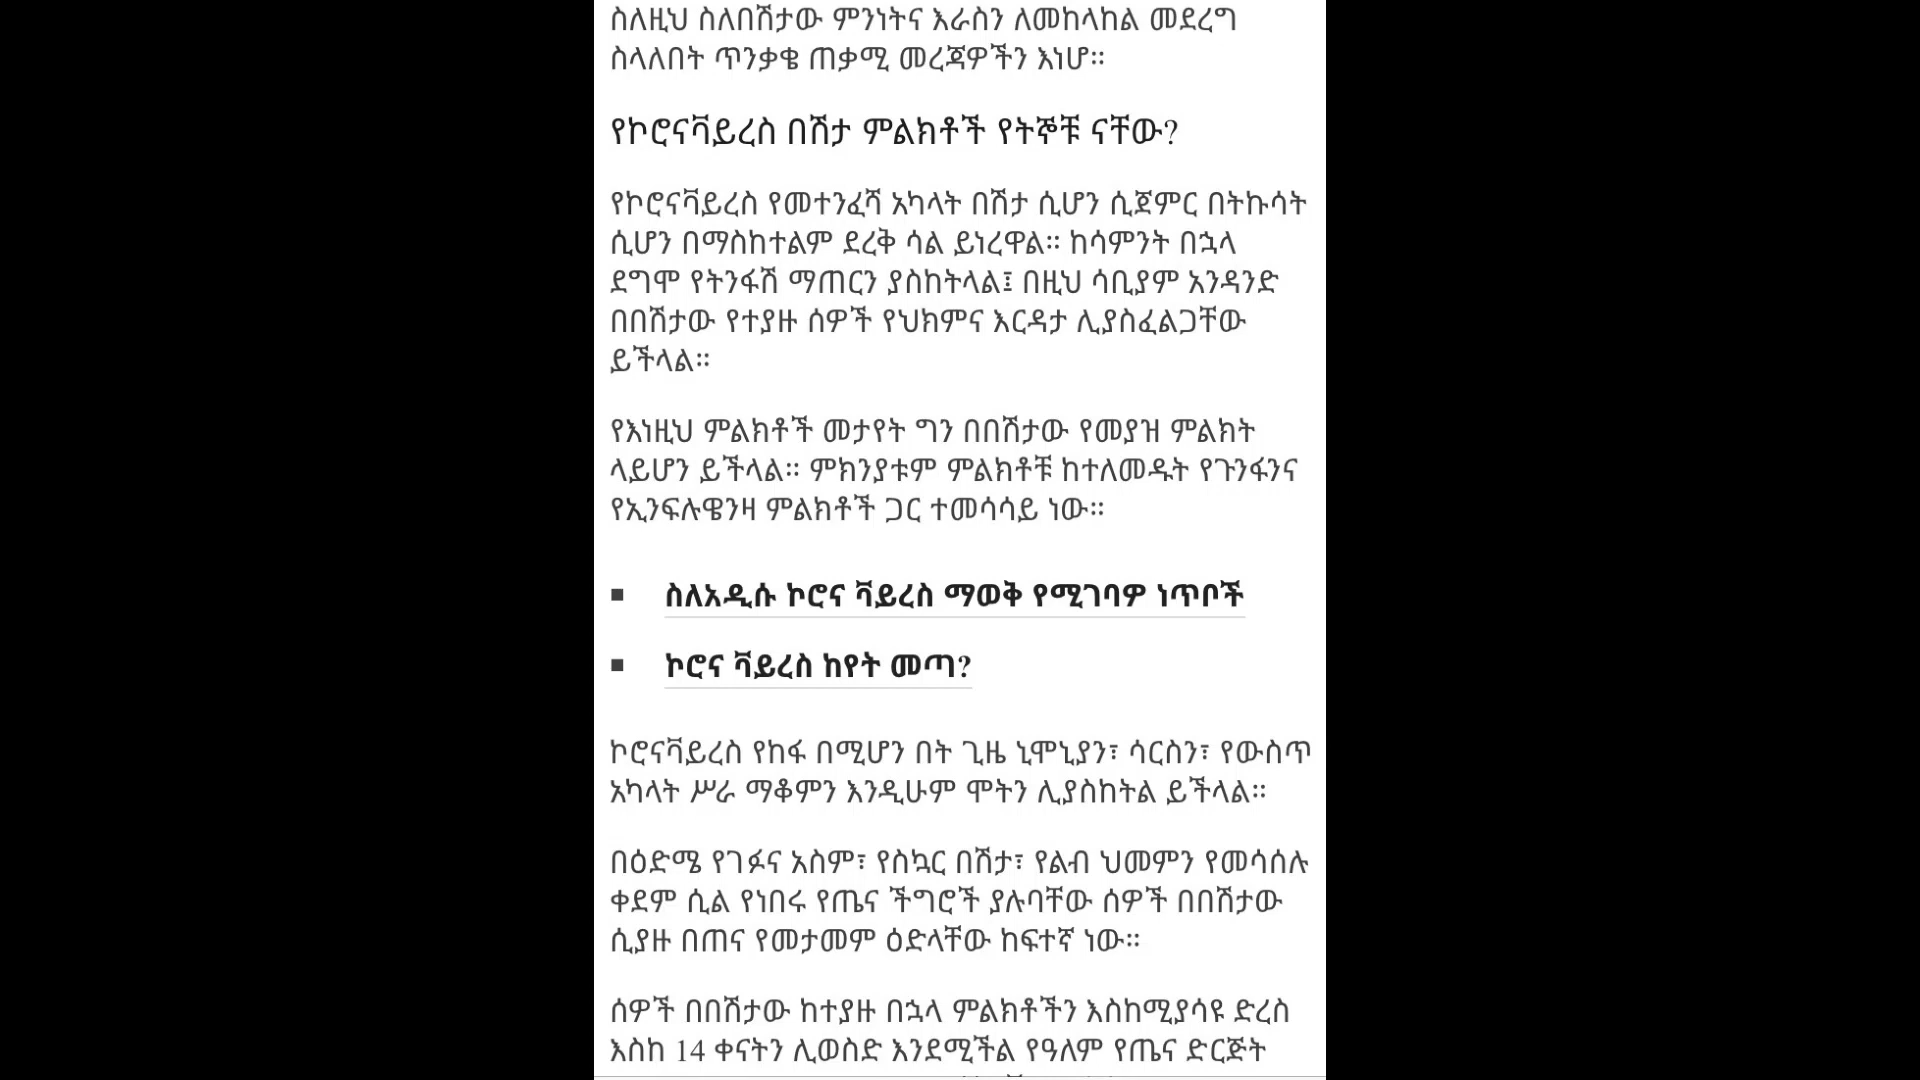 ስለዚህ ስለበሽታው ምንነትና እራስን ለመከላከል መደረግ
ስላለበት ጥንቃቄ ጠቃሚ መረጃዎችን እነሆ።
የኮሮናቫይረስ በሽታ ምልክቶች የትኞቹ ናቸው?
የኮሮናቫይረስ የመተንፈሻ አካላት በሽታ ሲሆን ሲጀምር በትኩሳት
ሲሆን በማስከተልም ደረቅ ሳል ይነረዋል። ከሳምንት በኋላ
ደግሞ የትንፋሽ ማጠርን ያስከትላል፤ በዚህ ሳቢያም አንዳንድ
በበሽታው የተያዙ ሰዎች የህክምና እርዳታ ሊያስፈልጋቸው
ይችላል።
የእነዚህ ምልክቶች መታየት ግን በበሽታው የመያዝ ምልክት
ላይሆን ይችላል። ምክንያቱም ምልክቶቹ ከተለመዱት የጉንፋንና
የኢንፍሉዌንዛ ምልክቶች ጋር ተመሳሳይ ነው።
▪ ስለአዲሱ ኮሮና ቫይረስ ማወቅ የሚገባዎ ነጥቦች
▪ ኮሮና ቫይረስ ከየት መጣ?
ኮሮናቫይረስ የከፋ በሚሆን በት ጊዜ ኒሞኒያን፣ ሳርስን፣ የውስጥ
አካላት ሥራ ማቆምን እንዲሁም ሞትን ሊያስከትል ይችላል።
በዕድሜ የገፉና አስም፣ የስኳር በሽታ፣ የልብ ህመምን የመሳሰሉ
ቀደም ሲል የነበሩ የጤና ችግሮች ያሉባቸው ሰዎች በበሽታው
ሲያዙ በጠና የመታመም ዕድላቸው ከፍተኛ ነው።
ሰዎች በበሽታው ከተያዙ በኋላ ምልክቶችን እስከሚያሳዩ ድረስ
እስከ 14 ቀናትን ሊወስድ እንደሚችል የዓለም የጤና ድርጅት